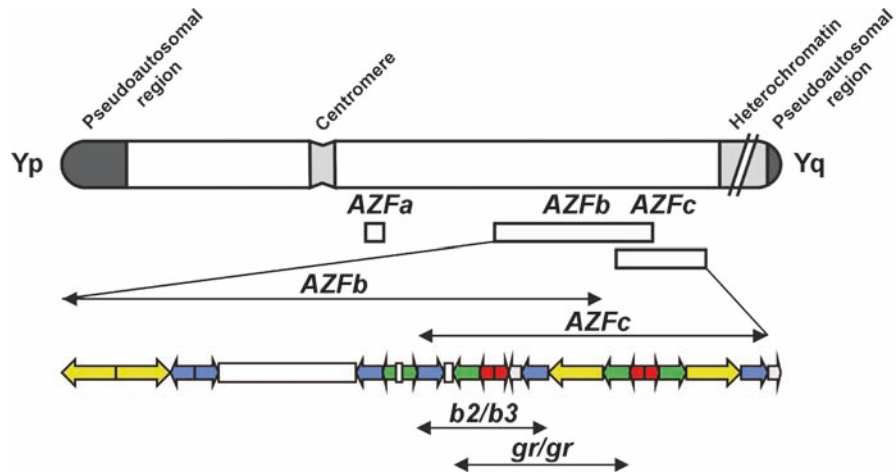 Pseudoautosomal
region
Centromere
Heterochromatin
Pseudoautosomal
region
Yp
Yq
AZFa
AZFb
AZFc
AZFb
AZFc
b2/b3
gr/gr